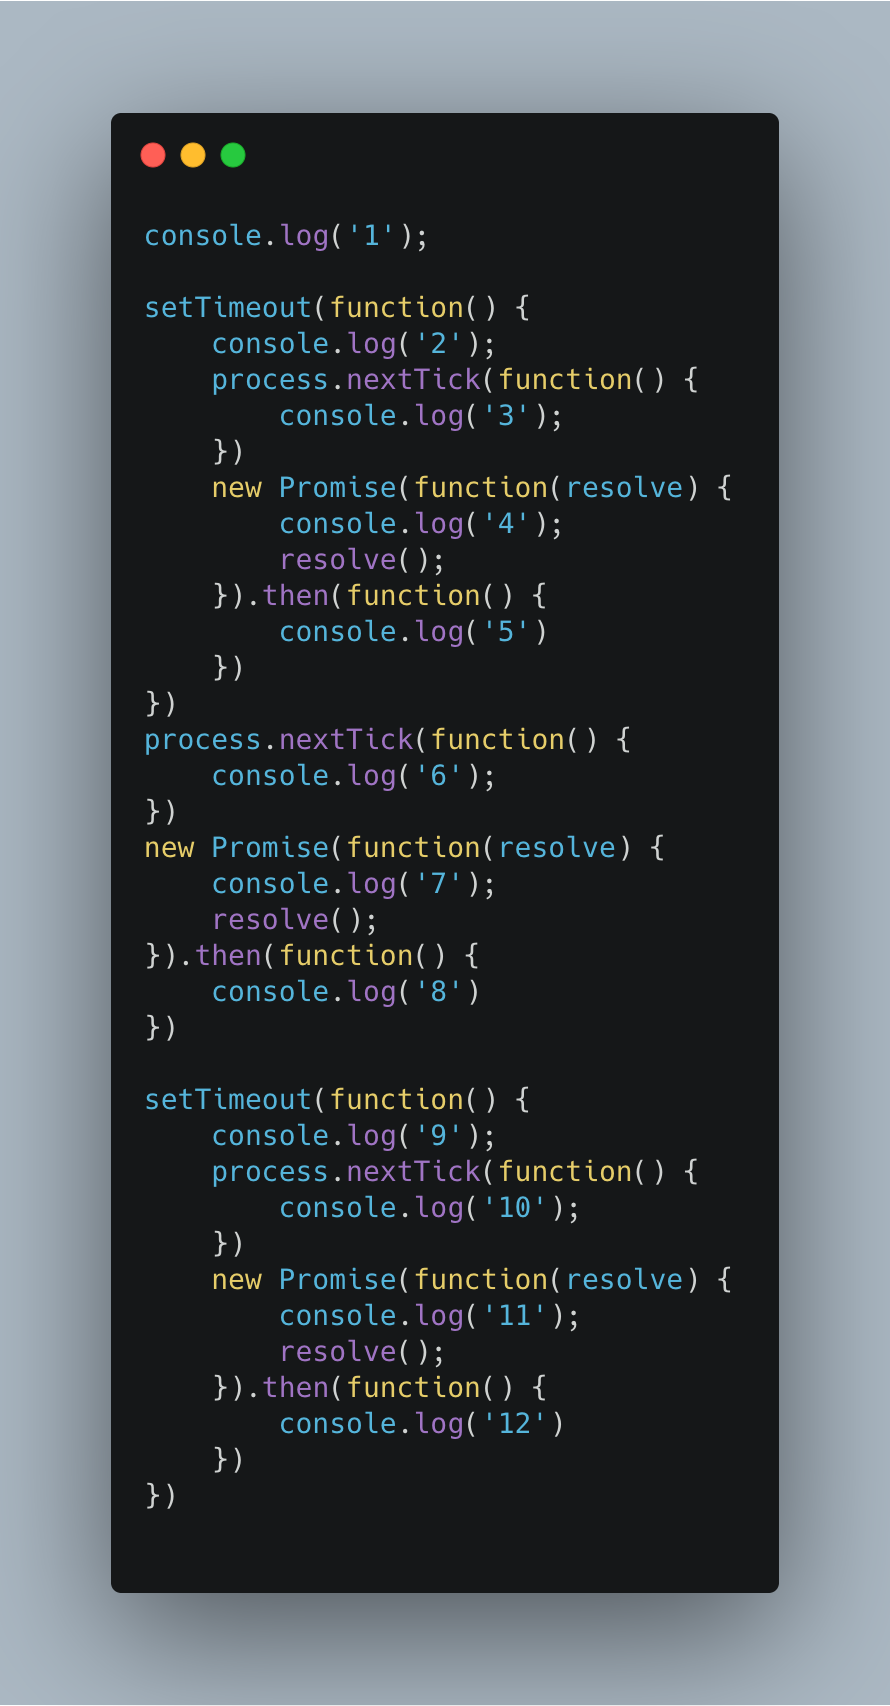 console.log('1');

setTimeout(function() {
    console.log('2');
    process.nextTick(function() {
        console.log('3');
    })
    new Promise(function(resolve) {
        console.log('4');
        resolve();
    }).then(function() {
        console.log('5')
    })
})
process.nextTick(function() {
    console.log('6');
})
new Promise(function(resolve) {
    console.log('7');
    resolve();
}).then(function() {
    console.log('8')
})

setTimeout(function() {
    console.log('9');
    process.nextTick(function() {
        console.log('10');
    })
    new Promise(function(resolve) {
        console.log('11');
        resolve();
    }).then(function() {
        console.log('12')
    })
})